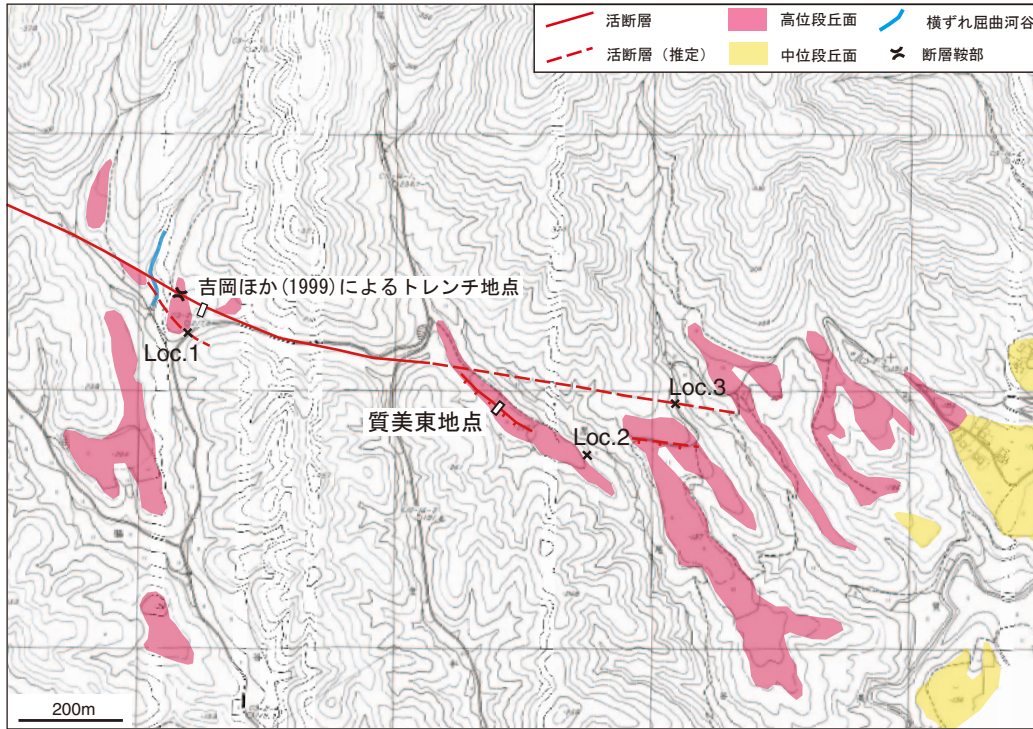 活断層
高位段丘面
横ずれ屈曲河谷
活断層（推定）
中位段丘面
断層鞍部
吉岡ほか(1999)によるトレンチ地点
Loc.1
Loc.3
質美東地点
Loc.2
200m